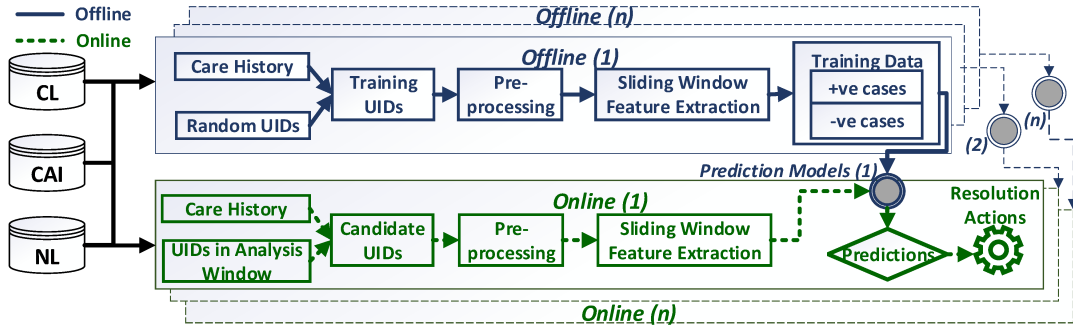 Offline
Online
CL
CAI
NL
Offline (n)
Offline (1)
Care History
Random UIDs
Training
UIDs
Pre-
processing
Sliding Window
Feature Extraction
Training Data
+ve cases
-ve cases
(n)
(2)
Prediction Models (1)
Online (1)
Care History
UIDs in Analysis
Window
Candidate
UIDs
Pre-
processing
Sliding Window
Feature Extraction
Predictions
Resolution
Actions
Online (n)